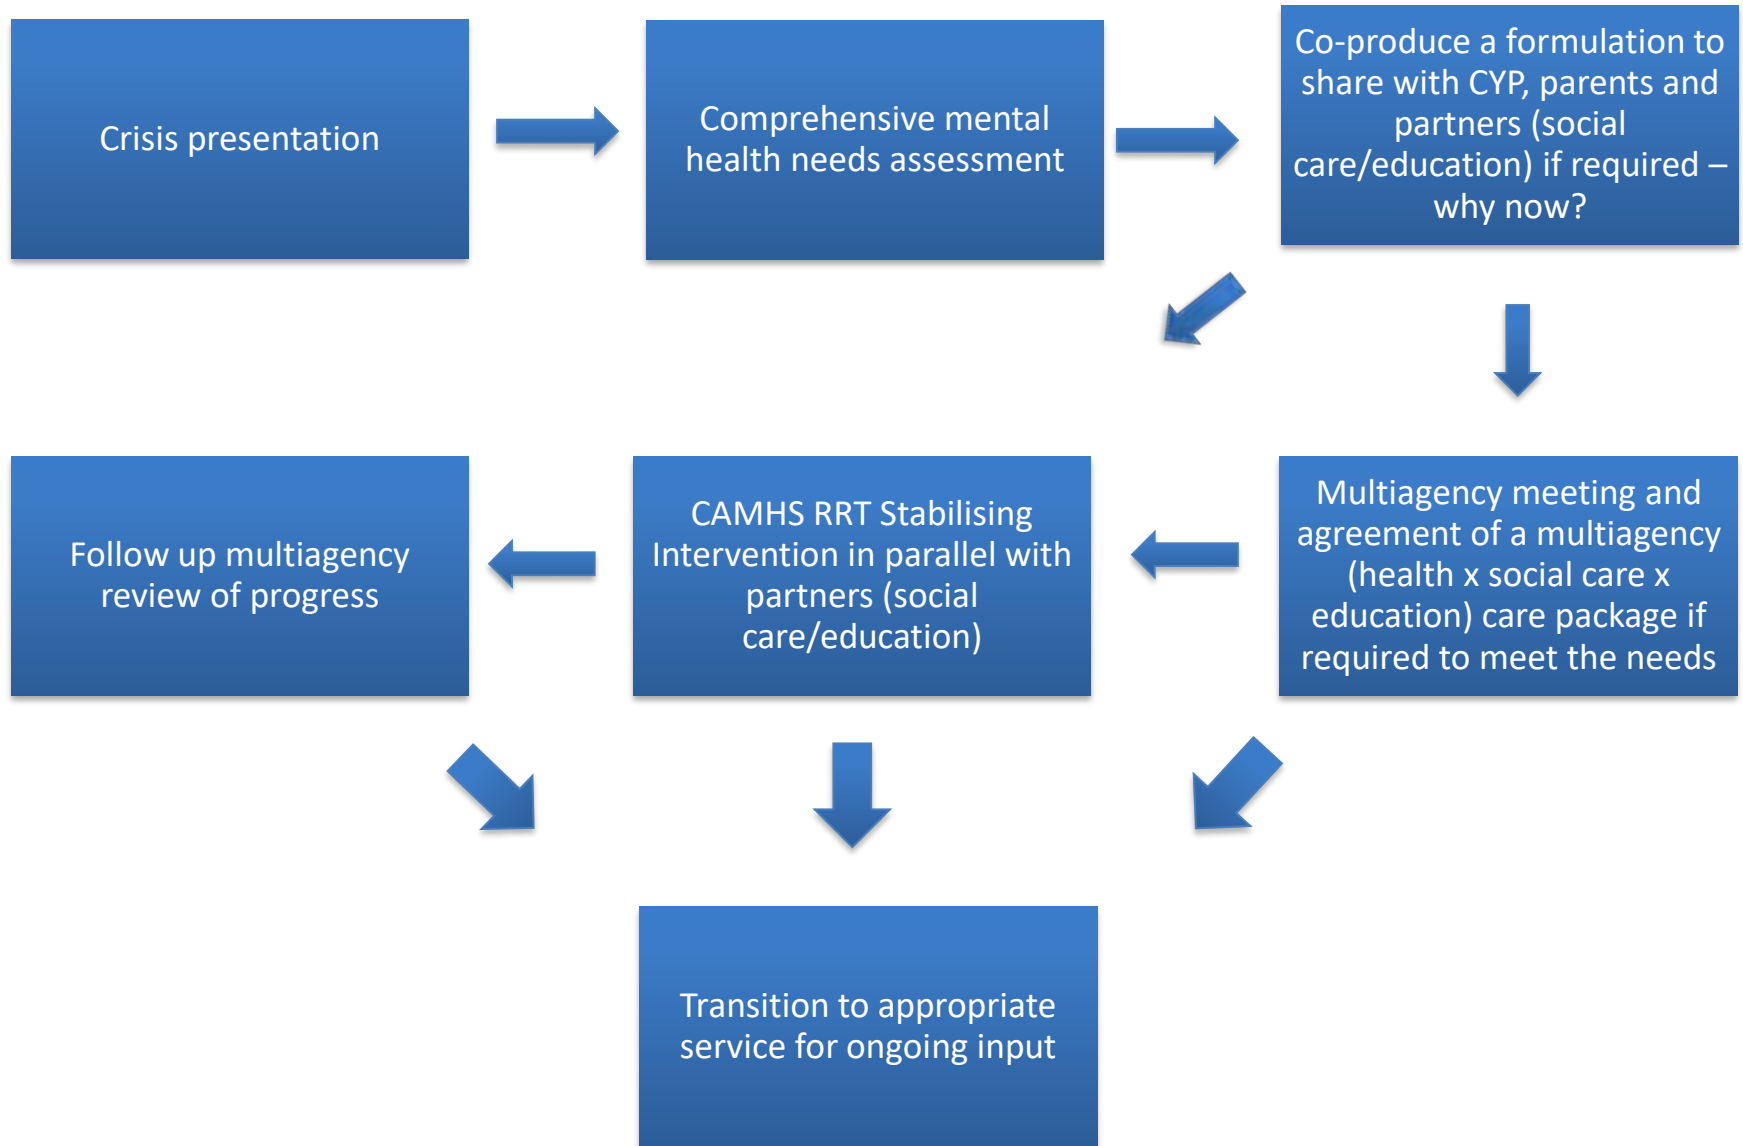 Crisis presentation
Comprehensive mental
health needs assessment
Co-produce a formulation to
share with CYP, parents and
partners (social
care/education) if required –
why now?
Follow up multiagency
review of progress
CAMHS RRT Stabilising
Intervention in parallel with
partners (social
care/education)
Multiagency meeting and
agreement of a multiagency
(health x social care x
education) care package if
required to meet the needs
Transition to appropriate
service for ongoing input